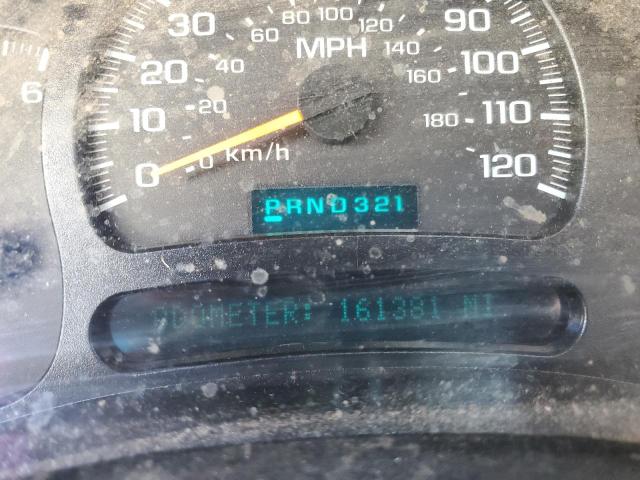 30 60 80 100 120 90
MPH 140 100
20 40 160
6
10 20 180 110
0 0 km/h 120
PRND321
ODOMETER: 161381 MI